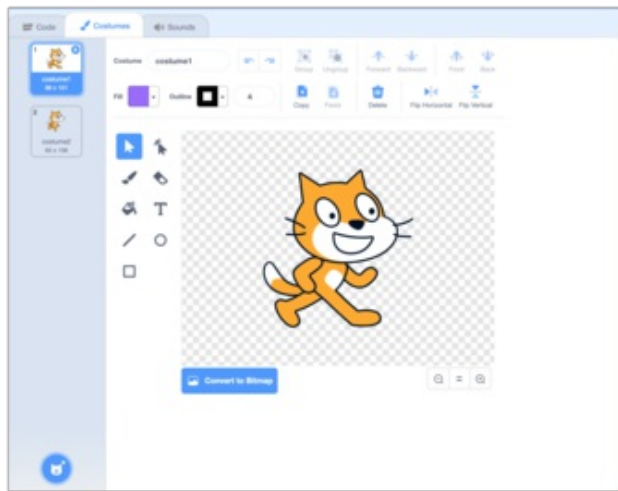 Code Costumes Sounds
Costume costume1 Group Ungroup Forward Backward Front Back
Fill Outline 4 Copy Paste Delete Flip Horizontal Flip Vertical
1
costume1
2
costume2
T
Convert to Bitmap